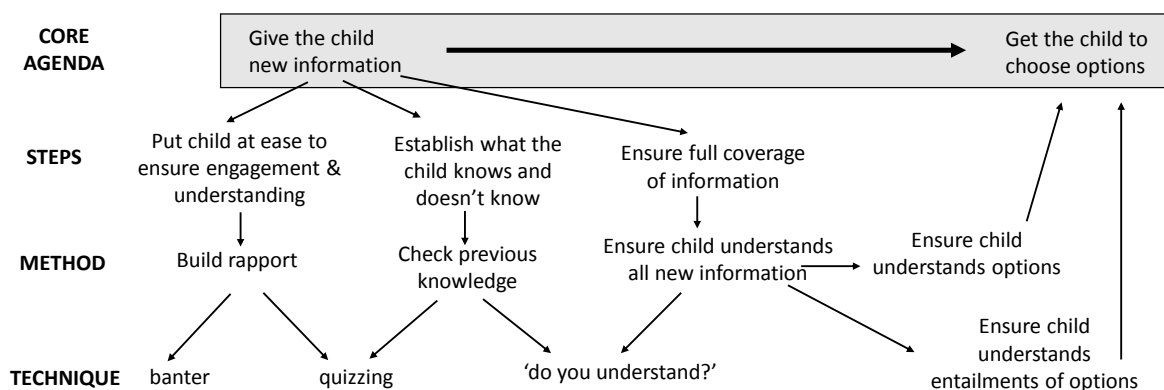 CORE
AGENDA
Give the child
new information
Get the child to
choose options
STEPS
Put child at ease to
ensure engagement &
understanding
Establish what the
child knows and
doesn't know
Ensure full coverage
of information
METHOD
Build rapport
Check previous
knowledge
Ensure child understands
all new information
Ensure child
understands options
TECHNIQUE
banter
quizzing
'do you understand?'
Ensure child
understands
entailments of options